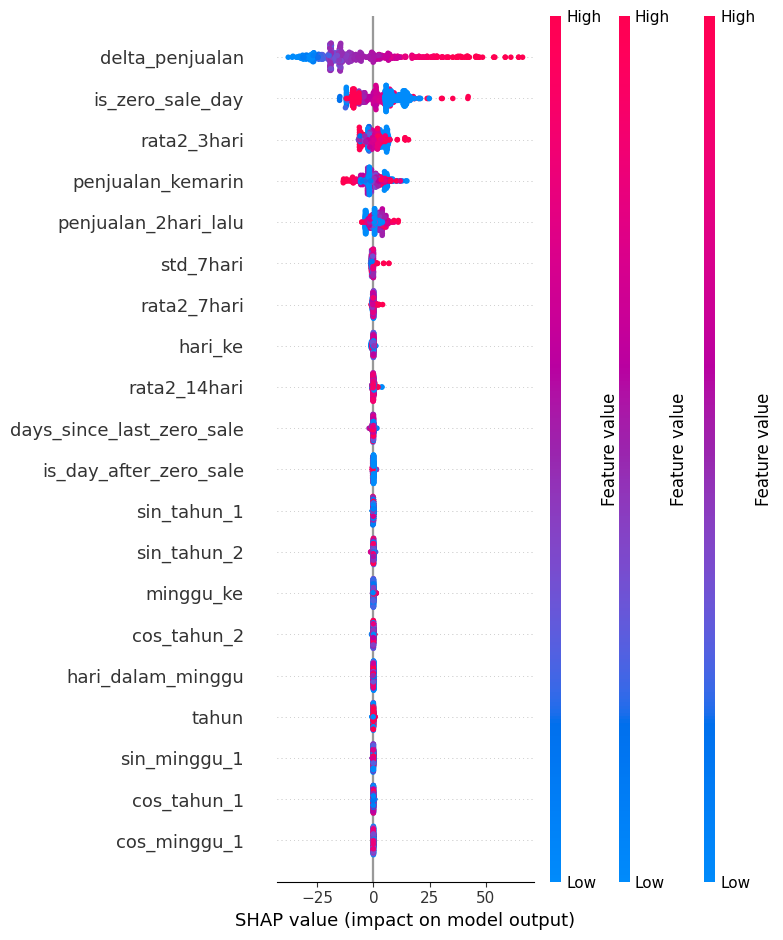 High
High
High
delta_penjualan
is_zero_sale_day
rata2_3hari
penjualan_kemarin
penjualan_2hari_lalu
std_7hari
rata2_7hari
hari_ke
rata2_14hari
days_since_last_zero_sale
is_day_after_zero_sale
sin_tahun_1
sin_tahun_2
minggu_ke
cos_tahun_2
hari_dalam_minggu
tahun
sin_minggu_1
cos_tahun_1
cos_minggu_1
Feature value
Feature value
Feature value
Low
Low
Low
−25
0
25
50
SHAP value (impact on model output)